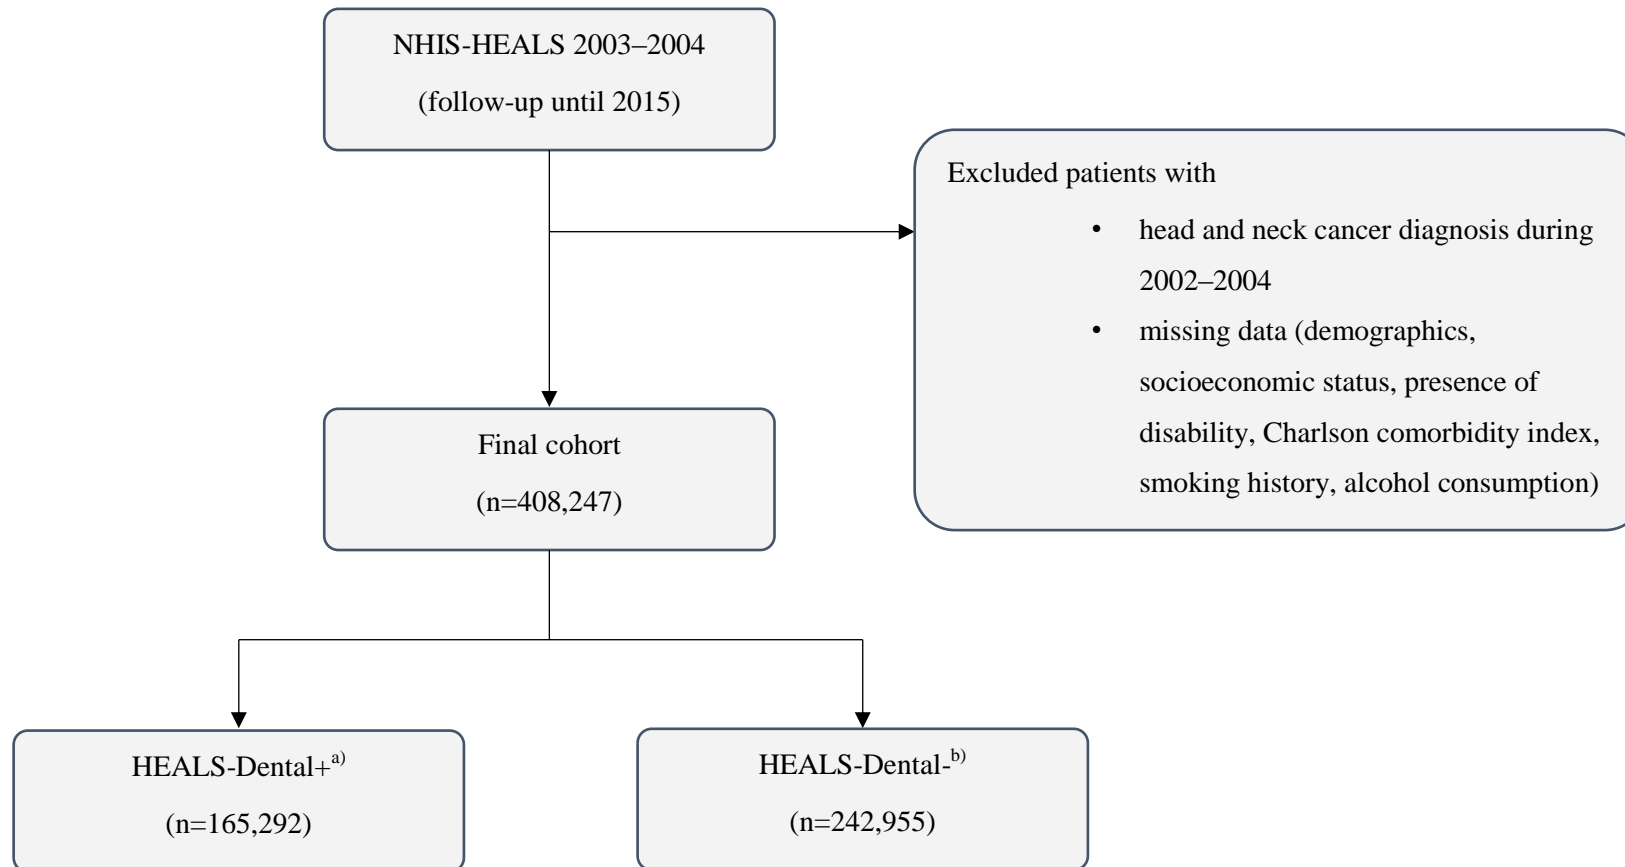 NHIS-HEALS 2003–2004
(follow-up until 2015)
Excluded patients with
• head and neck cancer diagnosis during
2002–2004
• missing data (demographics,
socioeconomic status, presence of
disability, Charlson comorbidity index,
smoking history, alcohol consumption)
Final cohort
(n=408,247)
HEALS-Dental+a)
(n=165,292)
HEALS-Dental-b)
(n=242,955)